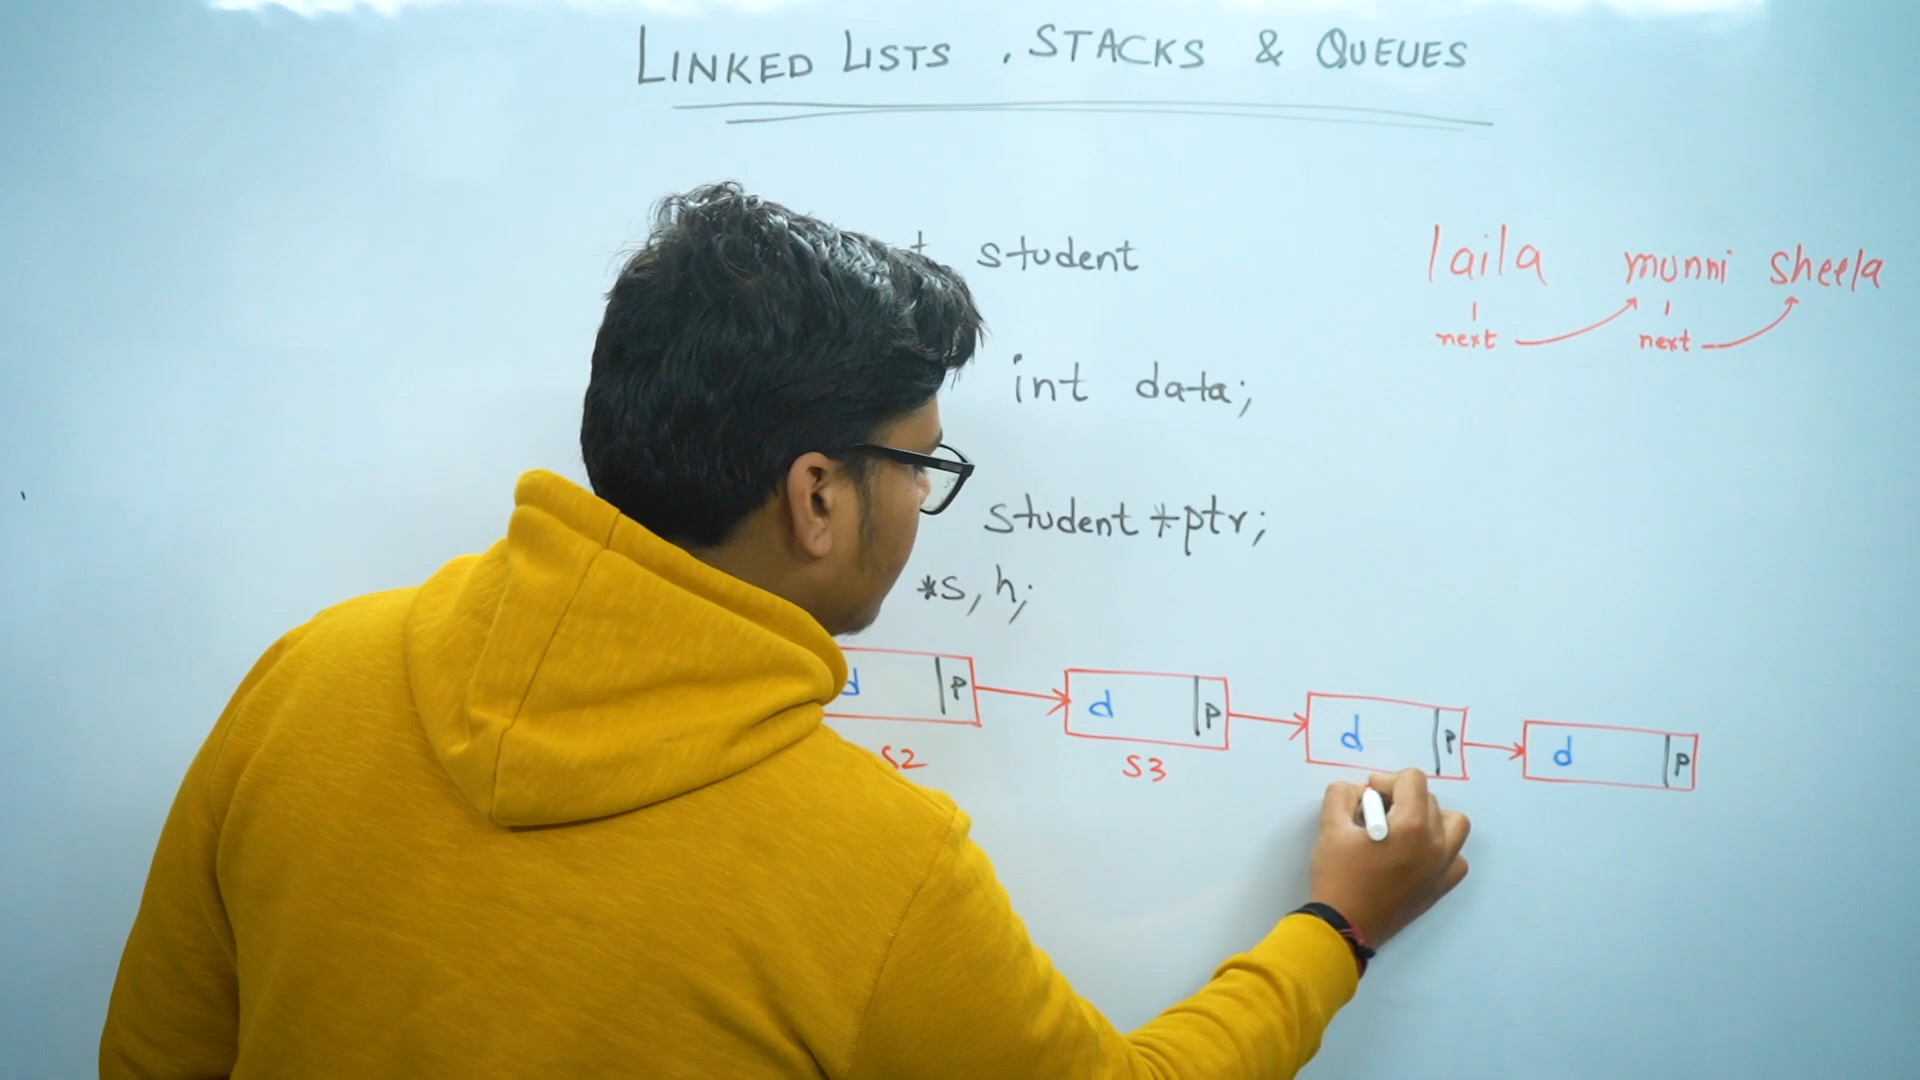 LINKED LISTS , STACKS & QUEUES
student
int data;
student *ptr;
*s, h;
laila munni sheela
next next
d P d P d P d P
S2 S3